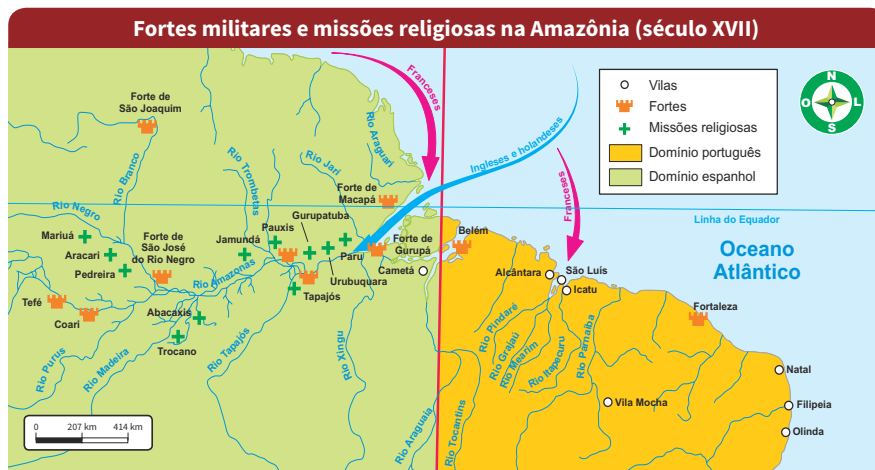 Fortes militares e missões religiosas na Amazônia (século XVII)
Franceses
Forte de
São Joaquim
Rio Branco
Rio Trombetas
Rio Jari
Rio Araguari
Ingleses e holandeses
Franceses
Vilas
Fortes
Missões religiosas
Domínio português
Domínio espanhol
N
O
L
S
Linha do Equador
Oceano
Atlântico
Rio Negro
Mariuá
Aracari
Pedreira
Forte de
São José
do Rio Negro
Jamundá
Pauxis
Gurupatuba
Forte de
Macapá
Paru
Forte de
Gurupá
Urubuquara
Tapajós
Cametá
Belém
Rio Amazonas
Tefé
Coari
Abacaxis
Trocano
Rio Purus
Rio Madeira
Rio Tapajós
Rio Xingu
Rio Araguaia
Rio Tocantins
Alcântara
São Luís
Icatu
Rio Pindaré
Rio Grajaú
Rio Mearim
Rio Itapecuru
Rio Parnaíba
Fortaleza
Vila Mocha
Natal
Filipeia
Olinda
0 207 km 414 km